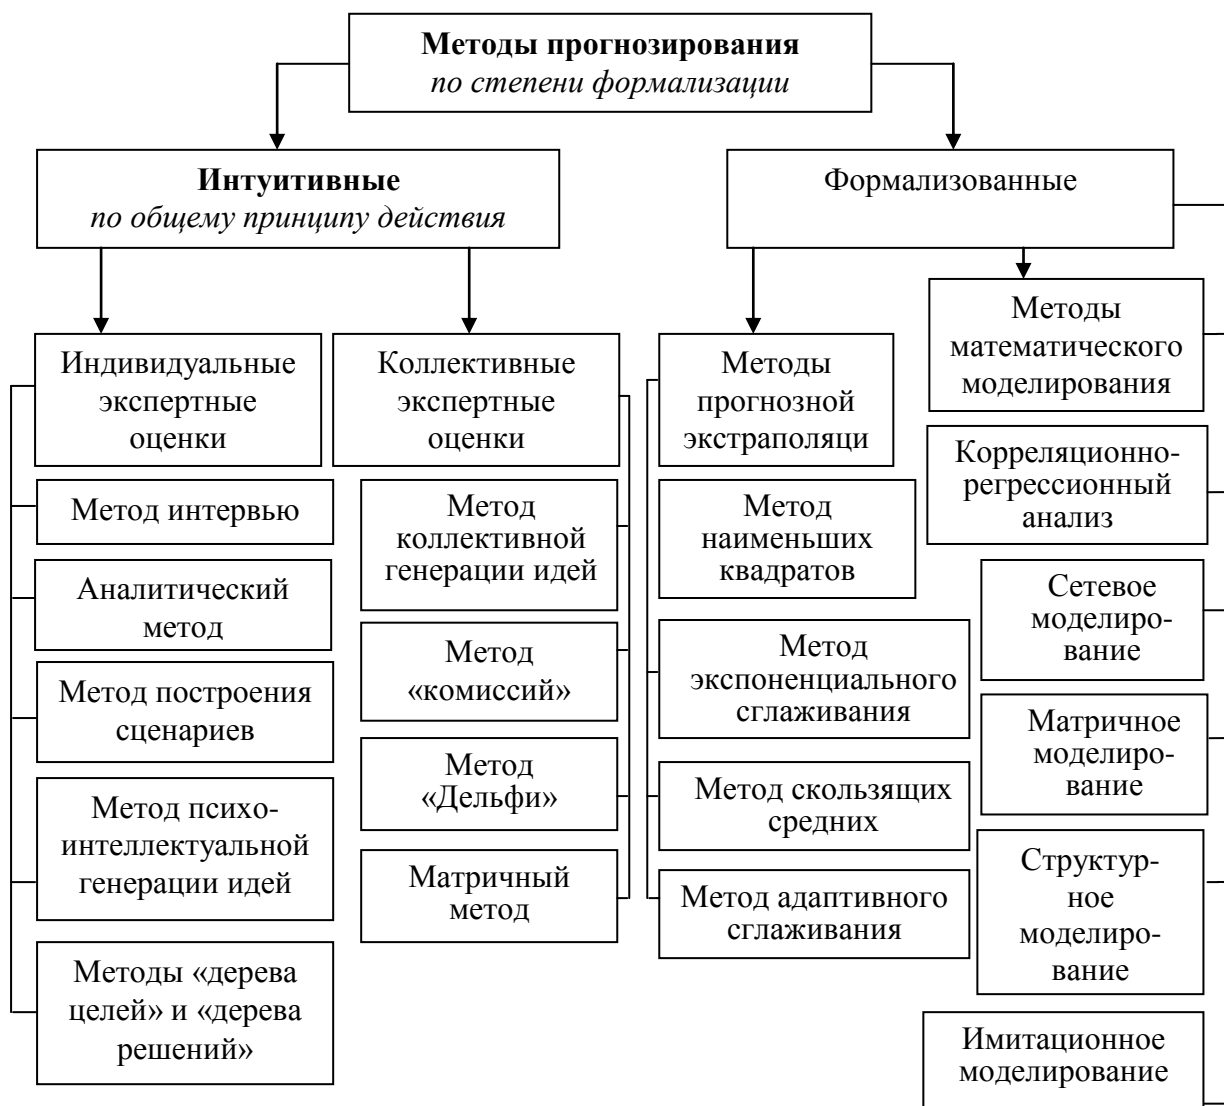 Методы прогнозирования
по степени формализации
Интуитивные
по общему принципу действия
Формализованные
Индивидуальные
экспертные
оценки
Метод интервью
Аналитический
метод
Метод построения
сценариев
Метод психо-
интеллектуальной
генерации идей
Методы «дерева
целей» и «дерева
решений»
Коллективные
экспертные
оценки
Метод
коллективной
генерации идей
Метод
«комиссий»
Метод
«Дельфи»
Матричный
метод
Методы
прогнозной
экстраполяци
Метод
наименьших
квадратов
Метод
экспоненциального
сглаживания
Метод скользящих
средних
Метод адаптивного
сглаживания
Методы
математического
моделирования
Корреляционно-
регрессионный
анализ
Сетевое
моделиро-
вание
Матричное
моделиро-
вание
Структур-
ное
моделиро-
вание
Имитационное
моделирование